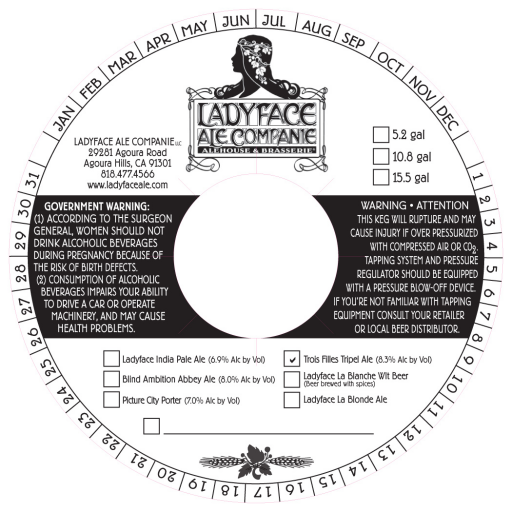 JAN FEB MAR APR MAY JUN JUL AUG SEP OCT NOV DEC
LADYFACE
ALE COMPANIE
ALEHOUSE & BRASSERIE
LADYFACE ALE COMPANIE LLC
29281 Agoura Road
Agoura Hills, CA 91301
818.477.4566
www.ladyfaceale.com
5.2 gal
10.8 gal
15.5 gal
GOVERNMENT WARNING:
(1) ACCORDING TO THE SURGEON
GENERAL, WOMEN SHOULD NOT
DRINK ALCOHOLIC BEVERAGES
DURING PREGNANCY BECAUSE OF
THE RISK OF BIRTH DEFECTS.
(2) CONSUMPTION OF ALCOHOLIC
BEVERAGES IMPAIRS YOUR ABILITY
TO DRIVE A CAR OR OPERATE
MACHINERY, AND MAY CAUSE
HEALTH PROBLEMS.
WARNING • ATTENTION
THIS KEG WILL RUPTURE AND MAY
CAUSE INJURY IF OVER PRESSURIZED
WITH COMPRESSED AIR OR CO2.
TAPPING SYSTEM AND PRESSURE
REGULATOR SHOULD BE EQUIPPED
WITH A PRESSURE BLOW-OFF DEVICE.
IF YOU'RE NOT FAMILIAR WITH TAPPING
EQUIPMENT CONSULT YOUR RETAILER
OR LOCAL BEER DISTRIBUTOR.
Ladyface India Pale Ale (6.9% Alc by Vol)
Blind Ambition Abbey Ale (8.0% Alc by Vol)
Picture City Porter (7.0% Alc by Vol)
✓ Trois Filles Tripel Ale (8.3% Alc by Vol)
Ladyface La Blanche Wit Beer
(Beer brewed with spices)
Ladyface La Blonde Ale
1 2 3 4 5 6 7 8 9 10 11 12 13 14 15 16 17 18 19 20 21 22 23 24 25 26 27 28 29 30 31